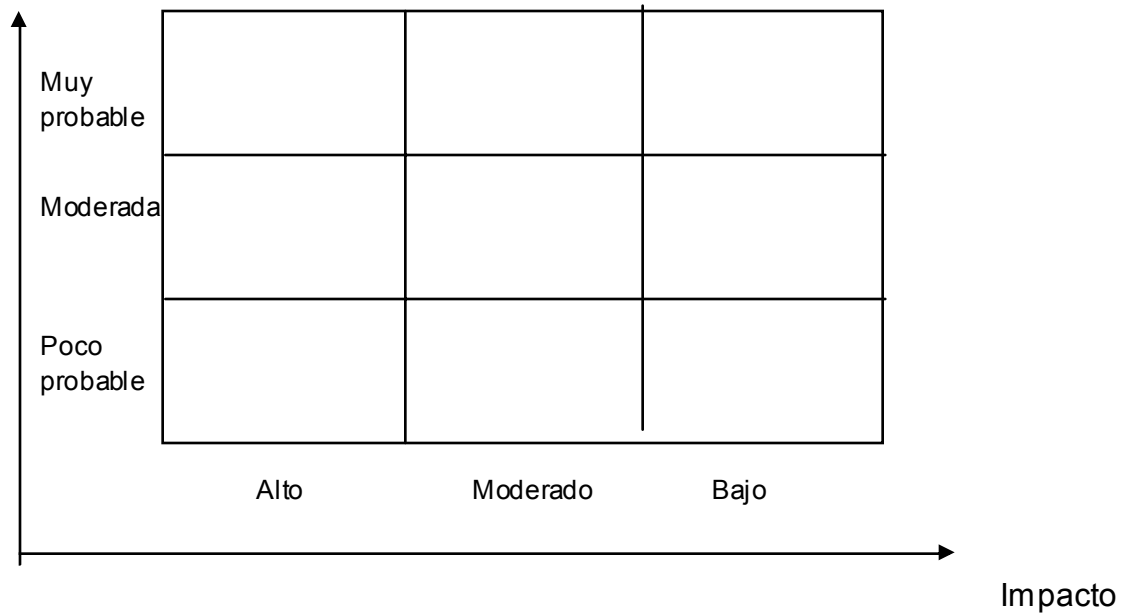 Muy
probable
Moderada
Poco
probable
Alto Moderado Bajo
Impacto